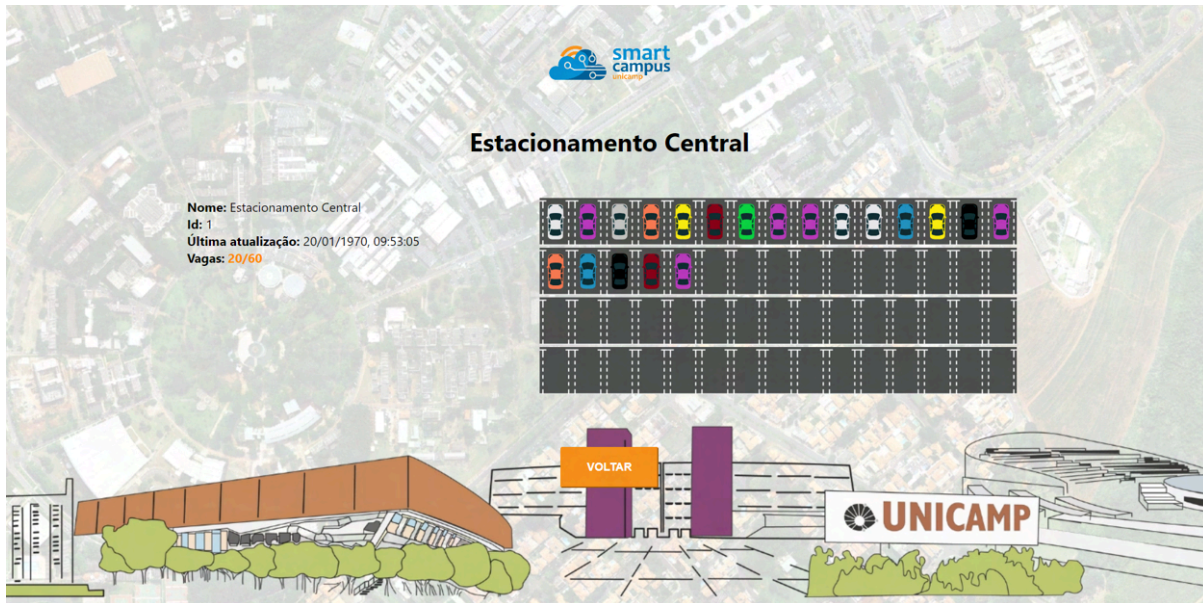 smart
campus
unicamp
Estacionamento Central
Nome: Estacionamento Central
Id: 1
Última atualização: 20/01/1970, 09:53:05
Vagas: 20/60
VOLTAR
UNICAMP